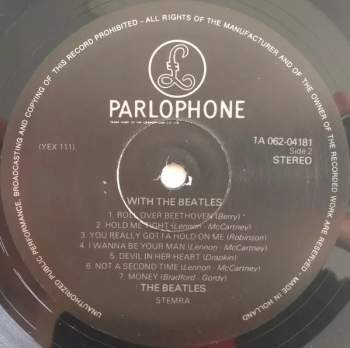 UNAUTHORIZED PUBLIC PERFORMANCE, BROADCASTING AND COPYING OF THIS RECORD PROHIBITED - ALL RIGHTS OF THE MANUFACTURER AND OF THE OWNER OF THE RECORDED WORK ARE RESERVED - MADE IN HOLLAND
£
PARLOPHONE
(YEX 111)
1A 062-04181
Side 2
STEREO
WITH THE BEATLES
1. ROLL OVER BEETHOVEN (Berry)
2. HOLD ME TIGHT (Lennon - McCartney)
3. YOU REALLY GOTTA HOLD ON ME (Robinson)
4. I WANNA BE YOUR MAN (Lennon - McCartney)
5. DEVIL IN HER HEART (Drapkin)
6. NOT A SECOND TIME (Lennon - McCartney)
7. MONEY (Bradford - Gordy)
THE BEATLES
STEMRA